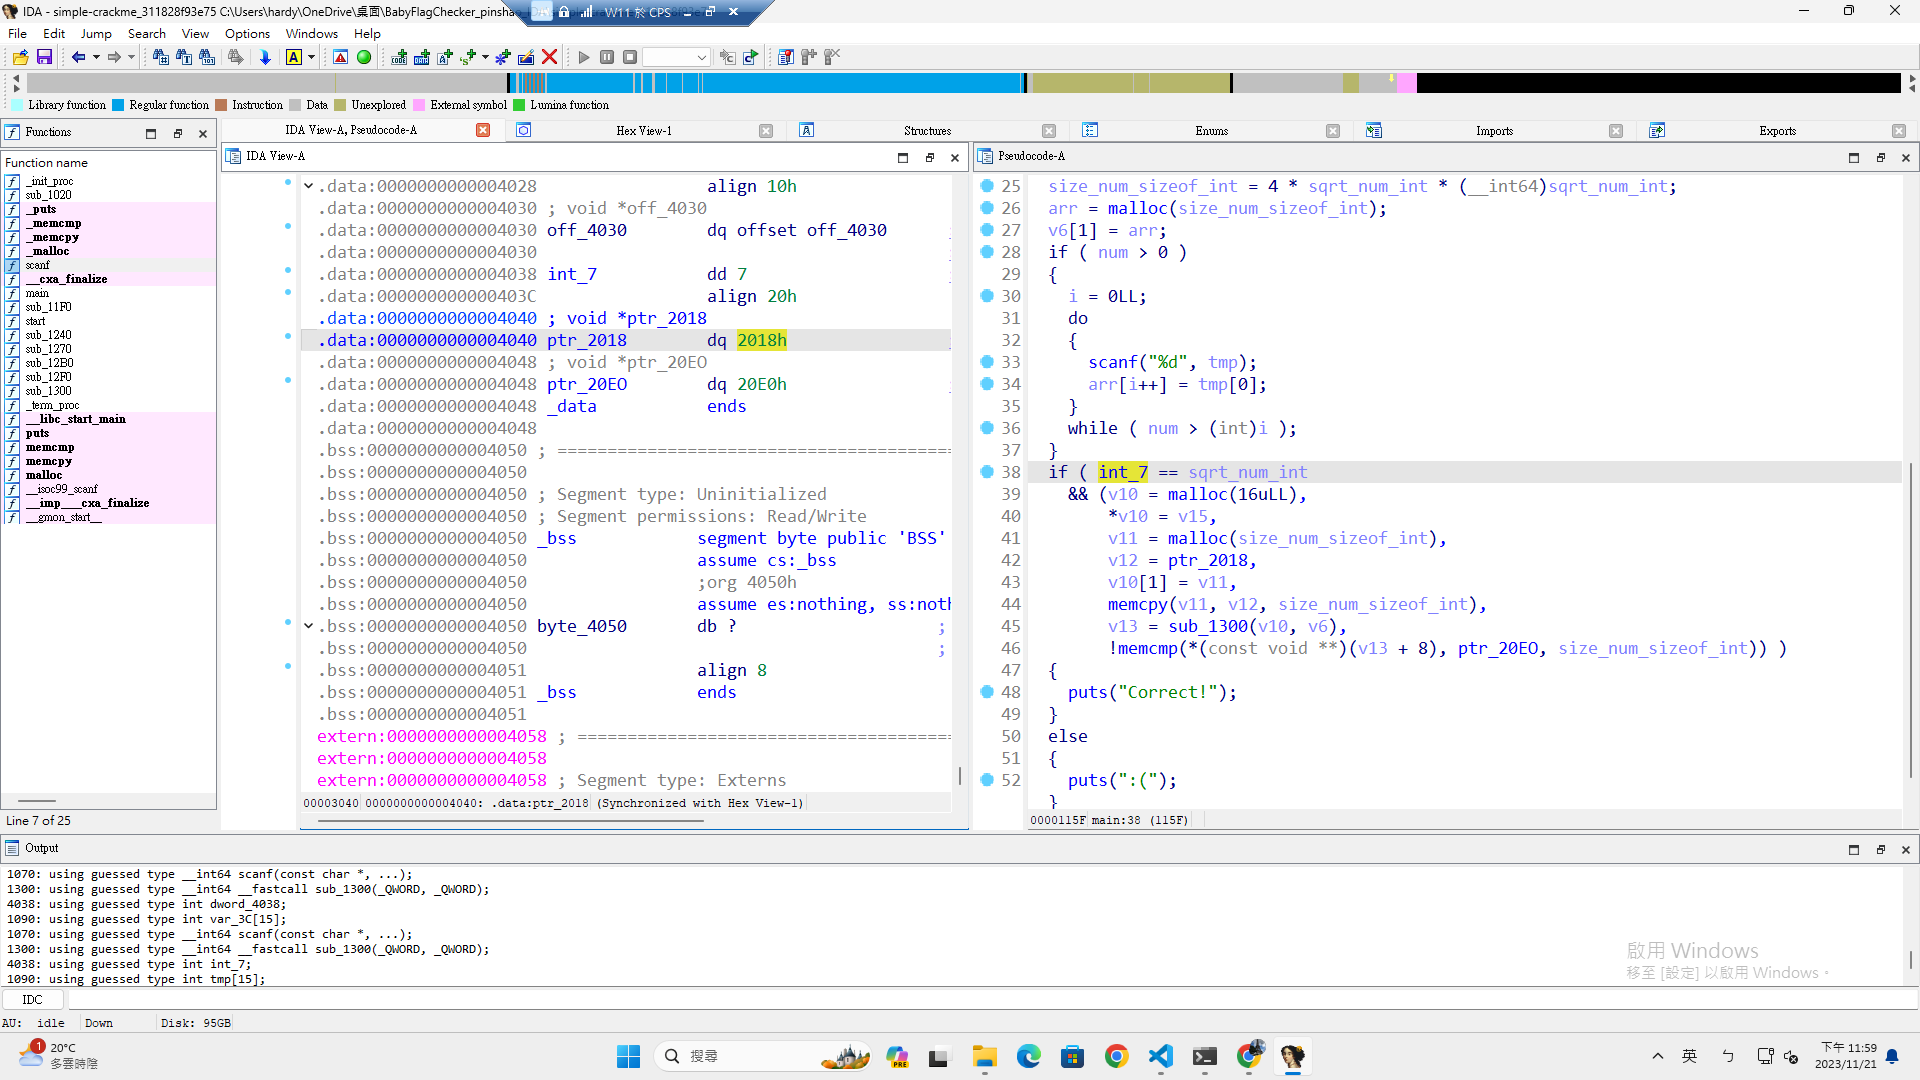 IDA - simple-crackme_311828f93e75 C:\Users\hardy\OneDrive\桌面\BabyFlagChecker_pinshao
W11 於 CPS
File Edit Jump Search View Options Windows Help
Library function Regular function Instruction Data Unexplored External symbol Lumina function
Functions
Function name
_init_proc
sub_1020
_puts
_memcmp
_memcpy
_malloc
scanf
__cxa_finalize
main
sub_11F0
start
sub_1240
sub_1270
sub_12B0
sub_12F0
sub_1300
_term_proc
__libc_start_main
puts
memcmp
memcpy
malloc
__isoc99_scanf
__imp___cxa_finalize
__gmon_start__
Line 7 of 25
IDA View-A, Pseudocode-A Hex View-1 Structures Enums Imports Exports
IDA View-A
.data:0000000000004028 align 10h
.data:0000000000004030 ; void *off_4030
.data:0000000000004030 off_4030 dq offset off_4030
.data:0000000000004030
.data:0000000000004038 int_7 dd 7
.data:000000000000403C align 20h
.data:0000000000004040 ; void *ptr_2018
.data:0000000000004040 ptr_2018 dq 2018h
.data:0000000000004048 ; void *ptr_20EO
.data:0000000000004048 ptr_20EO dq 20E0h
.data:0000000000004048 _data ends
.data:0000000000004048
.bss:0000000000004050 ; =======================================
.bss:0000000000004050
.bss:0000000000004050 ; Segment type: Uninitialized
.bss:0000000000004050 ; Segment permissions: Read/Write
.bss:0000000000004050 _bss segment byte public 'BSS'
.bss:0000000000004050 assume cs:_bss
.bss:0000000000004050 ;org 4050h
.bss:0000000000004050 assume es:nothing, ss:noth
.bss:0000000000004050 byte_4050 db ? ;
.bss:0000000000004050 ;
.bss:0000000000004051 align 8
.bss:0000000000004051 _bss ends
.bss:0000000000004051
extern:0000000000004058 ; =====================================
extern:0000000000004058
extern:0000000000004058 ; Segment type: Externs
00003040 0000000000004040: .data:ptr_2018 (Synchronized with Hex View-1)
Pseudocode-A
25 size_num_sizeof_int = 4 * sqrt_num_int * (__int64)sqrt_num_int;
26 arr = malloc(size_num_sizeof_int);
27 v6[1] = arr;
28 if ( num > 0 )
29 {
30 i = 0LL;
31 do
32 {
33 scanf("%d", tmp);
34 arr[i++] = tmp[0];
35 }
36 while ( num > (int)i );
37 }
38 if ( int_7 == sqrt_num_int
39 && (v10 = malloc(16uLL),
40 *v10 = v15,
41 v11 = malloc(size_num_sizeof_int),
42 v12 = ptr_2018,
43 v10[1] = v11,
44 memcpy(v11, v12, size_num_sizeof_int),
45 v13 = sub_1300(v10, v6),
46 !memcmp(*(const void **)(v13 + 8), ptr_20EO, size_num_sizeof_int)) )
47 {
48 puts("Correct!");
49 }
50 else
51 {
52 puts(":(");
}
0000115F main:38 (115F)
Output
1070: using guessed type __int64 scanf(const char *, ...);
1300: using guessed type __int64 __fastcall sub_1300(_QWORD, _QWORD);
4038: using guessed type int dword_4038;
1090: using guessed type int var_3C[15];
1070: using guessed type __int64 scanf(const char *, ...);
1300: using guessed type __int64 __fastcall sub_1300(_QWORD, _QWORD);
4038: using guessed type int int_7;
1090: using guessed type int tmp[15];
啟用 Windows
移至 [設定] 以啟用 Windows。
IDC
AU: idle Down Disk: 95GB
1
20°C
多雲時陰
搜尋
PRE
英
ㄅ
下午 11:59
2023/11/21